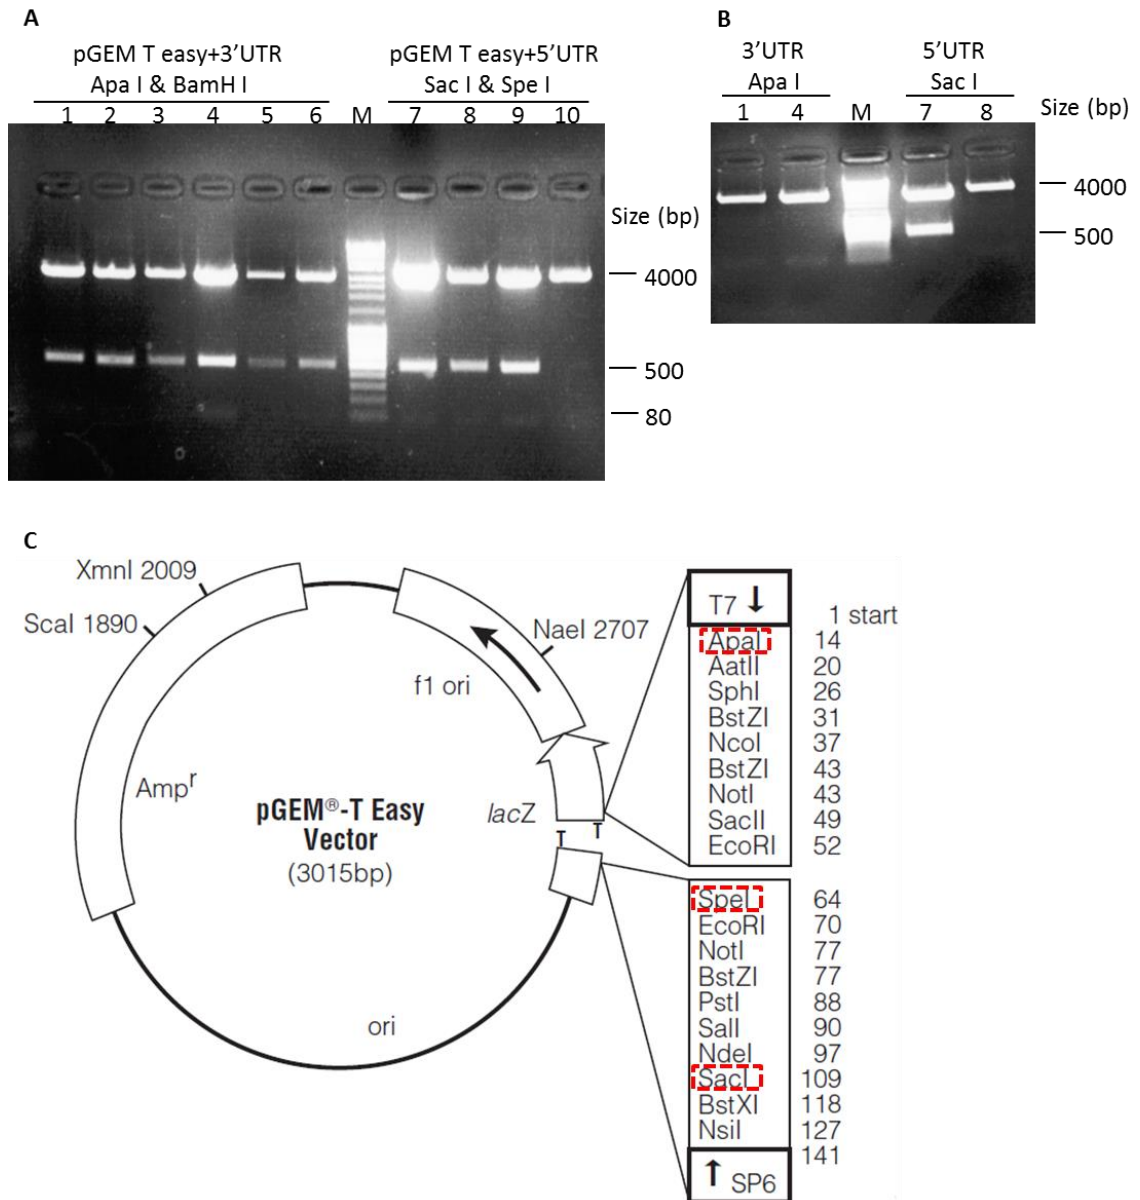 A
pGEM T easy+3’UTR
Apa I & BamH I
pGEM T easy+5’UTR
Sac I & Spe I
1 2 3 4 5 6 M 7 8 9 10
Size (bp)
4000
500
80
B
3’UTR
Apa I
5’UTR
Sac I
1 4 M 7 8
Size (bp)
4000
500
C
XmnI 2009
ScaI 1890
NaeI 2707
f1 ori
Ampr
pGEM®-T Easy
Vector
(3015bp)
lacZ
T T
ori
T7 ↓
1 start
ApaI 14
AatII 20
SphI 26
BstZI 31
NcoI 37
BstZI 43
NotI 43
SacII 49
EcoRI 52
SpeI 64
EcoRI 70
NotI 77
BstZI 77
PstI 88
SalI 90
NdeI 97
SacI 109
BstXI 118
NsiI 127
141
↑ SP6